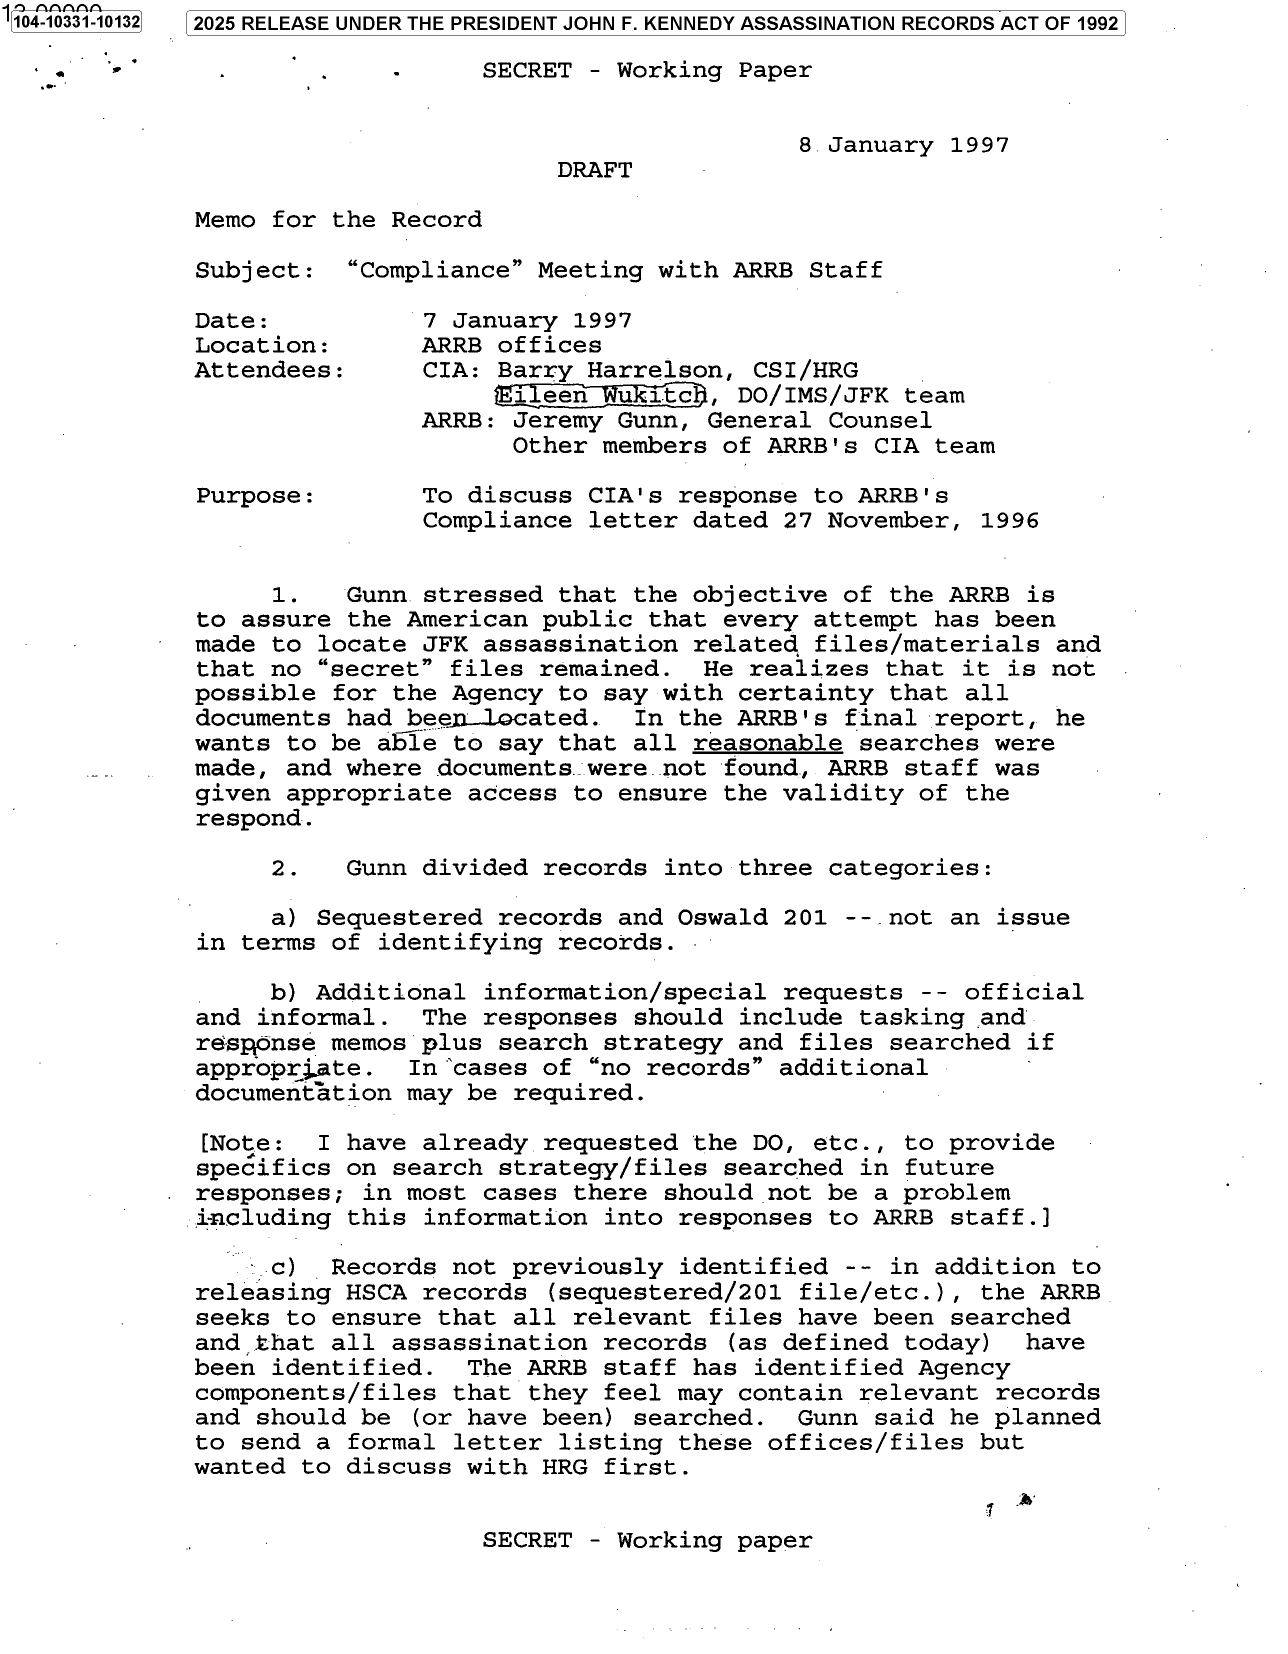 104-10331-10132
2025 RELEASE UNDER THE PRESIDENT JOHN F. KENNEDY ASSASSINATION RECORDS ACT OF 1992
SECRET - Working Paper
8 January 1997
DRAFT
Memo for the Record
Subject: “Compliance” Meeting with ARRB Staff
Date: 7 January 1997
Location: ARRB offices
Attendees: CIA: Barry Harrelson, CSI/HRG
Eileen Wukitch, DO/IMS/JFK team
ARRB: Jeremy Gunn, General Counsel
Other members of ARRB's CIA team
Purpose: To discuss CIA's response to ARRB's
Compliance letter dated 27 November, 1996
1. Gunn stressed that the objective of the ARRB is
to assure the American public that every attempt has been
made to locate JFK assassination related files/materials and
that no “secret” files remained. He realizes that it is not
possible for the Agency to say with certainty that all
documents had been located. In the ARRB's final report, he
wants to be able to say that all reasonable searches were
made, and where documents were not found, ARRB staff was
given appropriate access to ensure the validity of the
respond.
2. Gunn divided records into three categories:
a) Sequestered records and Oswald 201 -- not an issue
in terms of identifying records.
b) Additional information/special requests -- official
and informal. The responses should include tasking and
response memos plus search strategy and files searched if
appropriate. In cases of “no records” additional
documentation may be required.
[Note: I have already requested the DO, etc., to provide
specifics on search strategy/files searched in future
responses; in most cases there should not be a problem
including this information into responses to ARRB staff.]
c) Records not previously identified -- in addition to
releasing HSCA records (sequestered/201 file/etc.), the ARRB
seeks to ensure that all relevant files have been searched
and that all assassination records (as defined today) have
been identified. The ARRB staff has identified Agency
components/files that they feel may contain relevant records
and should be (or have been) searched. Gunn said he planned
to send a formal letter listing these offices/files but
wanted to discuss with HRG first.
SECRET - Working paper